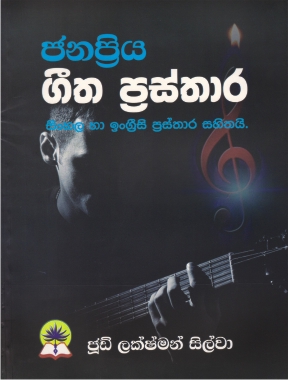 ජනප්‍රිය
ගීත ප්‍රස්තාර
සිංහල හා ඉංග්‍රීසි ප්‍රස්තාර සහිතයි.
ජූඩ් ලක්ෂ්මන් සිල්වා